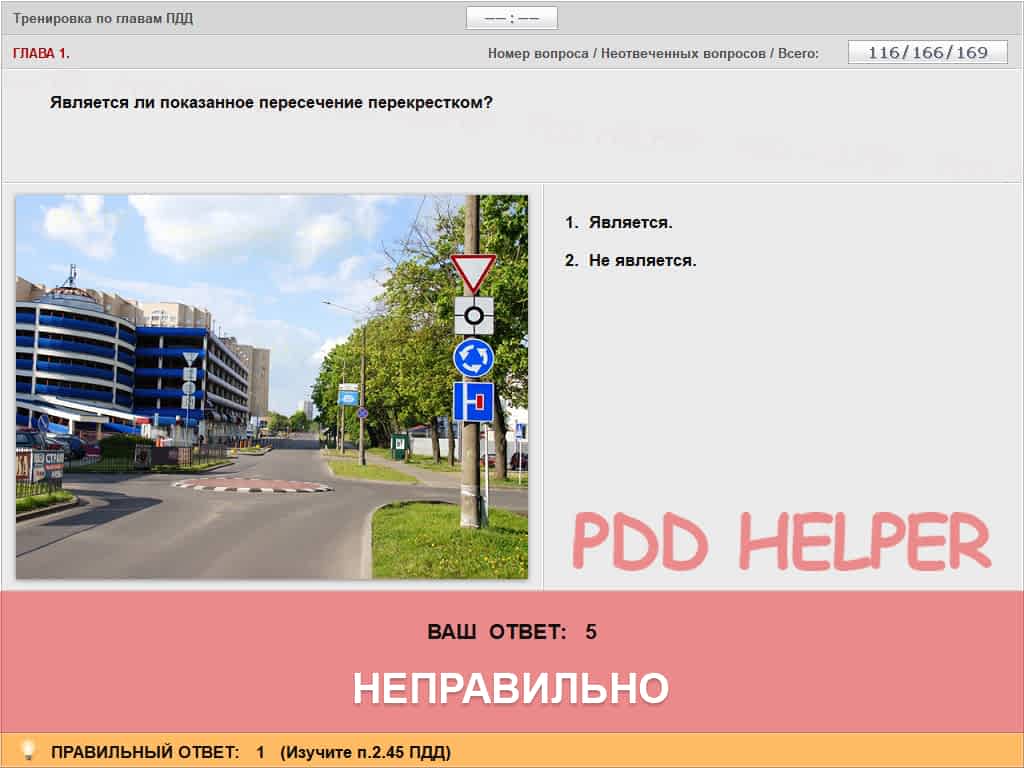 Тренировка по главам ПДД
–– : ––
ГЛАВА 1.
Номер вопроса / Неотвеченных вопросов / Всего:
116/166/169
Является ли показанное пересечение перекрестком?
1. Является.
2. Не является.
PDD HELPER
ВАШ ОТВЕТ: 5
НЕПРАВИЛЬНО
ПРАВИЛЬНЫЙ ОТВЕТ: 1 (Изучите п.2.45 ПДД)